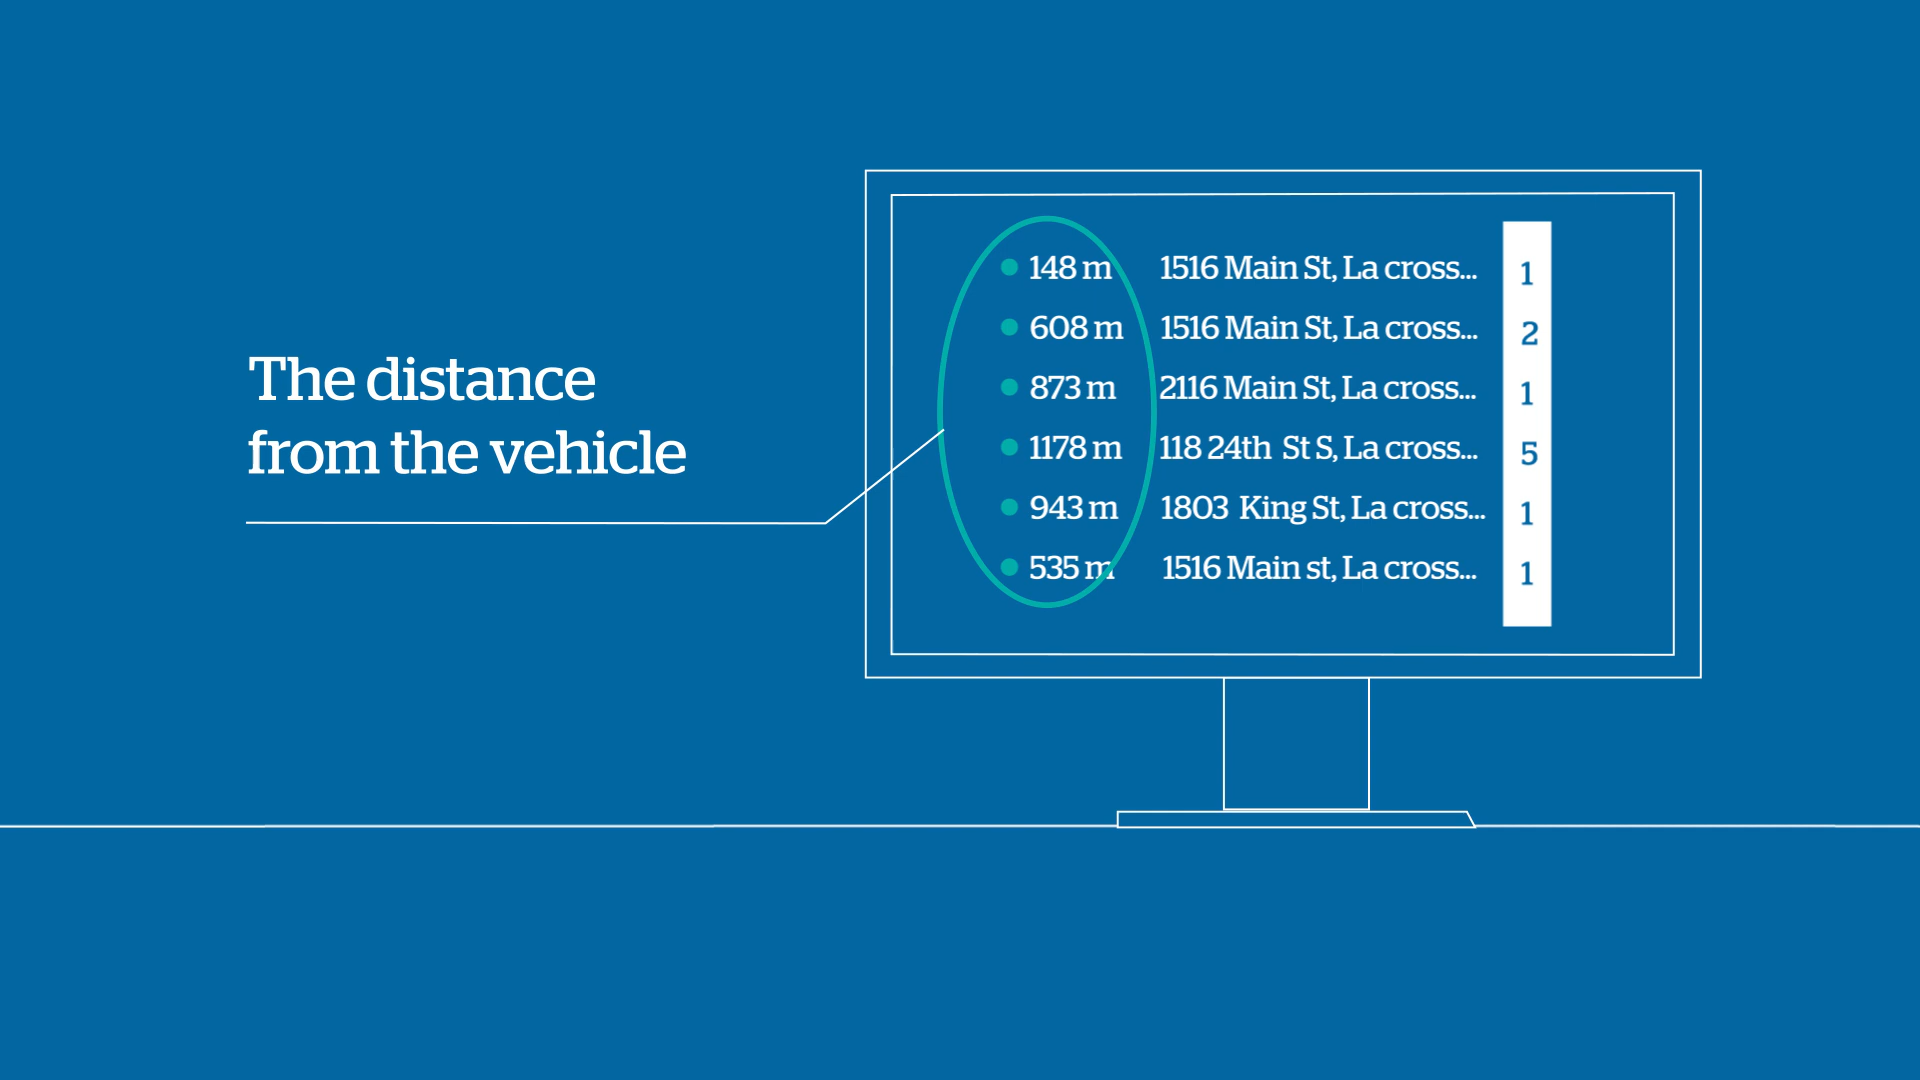 The distance
from the vehicle
148 m 1516 Main St, La cross... 1
608 m 1516 Main St, La cross... 2
873 m 2116 Main St, La cross... 1
1178 m 118 24th St S, La cross... 5
943 m 1803 King St, La cross... 1
535 m 1516 Main st, La cross... 1